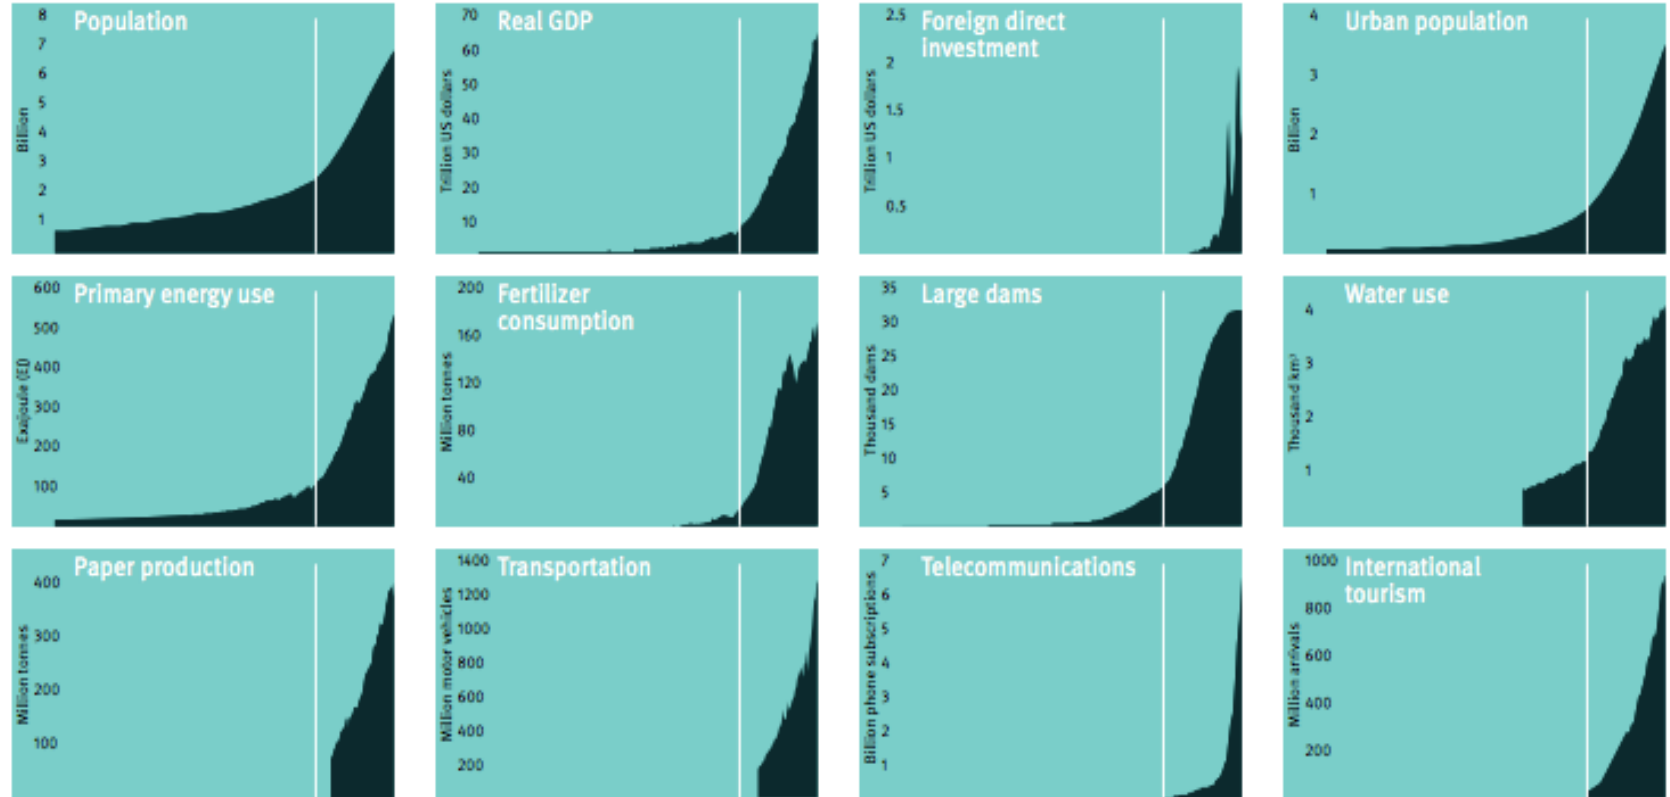 Population
8
7
6
5
4
3
2
1
Billion
Real GDP
70
60
50
40
30
20
10
Trillion US dollars
Foreign direct
investment
2.5
2
1.5
1
0.5
Trillion US dollars
Urban population
4
3
2
1
Billion
Primary energy use
600
500
400
300
200
100
Exajoule (EJ)
Fertilizer
consumption
200
160
120
80
40
Million tonnes
Large dams
35
30
25
20
15
10
5
Thousand dams
Water use
4
3
2
1
Thousand km³
Paper production
400
300
200
100
Million tonnes
Transportation
1400
1200
1000
800
600
400
200
Million motor vehicles
Telecommunications
7
6
5
4
3
2
1
Billion phone subscriptions
International
tourism
1000
800
600
400
200
Million arrivals